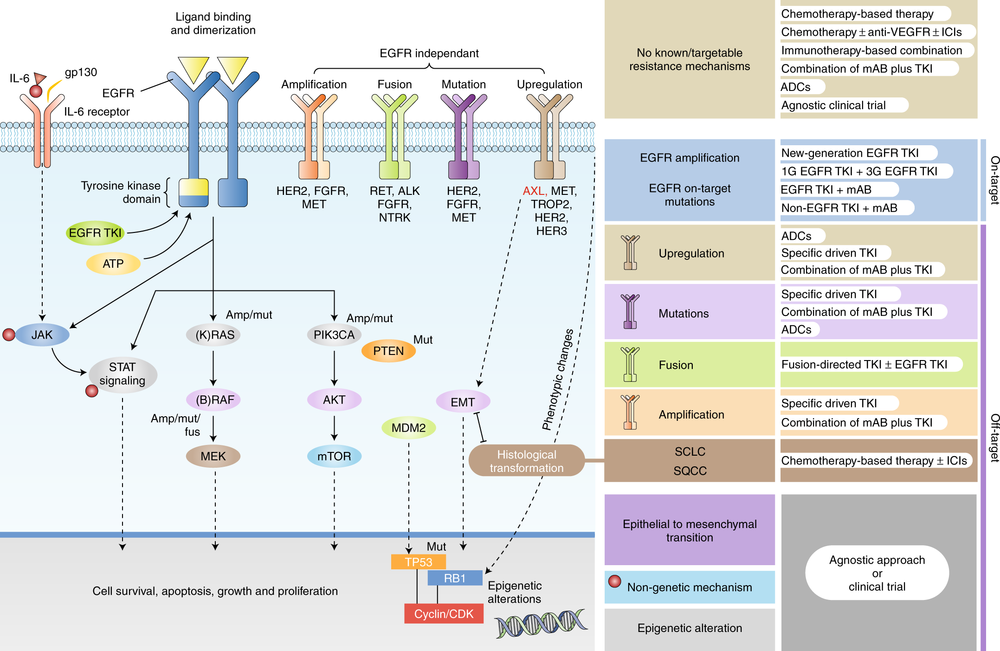 Ligand binding
and dimerization
EGFR independant
IL-6
gp130
EGFR
IL-6 receptor
Amplification
Fusion
Mutation
Upregulation
Tyrosine kinase
domain
HER2, FGFR,
MET
RET, ALK
FGFR,
NTRK
HER2,
FGFR,
MET
AXL, MET,
TROP2,
HER2,
HER3
EGFR TKI
ATP
Amp/mut
Amp/mut
JAK
(K)RAS
PIK3CA
Mut
PTEN
STAT
signaling
Phenotypic changes
(B)RAF
AKT
EMT
Amp/mut/
fus
MDM2
MEK
mTOR
Histological
transformation
Mut
TP53
RB1
Epigenetic
alterations
Cell survival, apoptosis, growth and proliferation
Cyclin/CDK
No known/targetable
resistance mechanisms
Chemotherapy-based therapy
Chemotherapy ± anti-VEGFR ± ICIs
Immunotherapy-based combination
Combination of mAB plus TKI
ADCs
Agnostic clinical trial
EGFR amplification
EGFR on-target
mutations
New-generation EGFR TKI
1G EGFR TKI + 3G EGFR TKI
EGFR TKI + mAB
Non-EGFR TKI + mAB
On-target
Upregulation
ADCs
Specific driven TKI
Combination of mAB plus TKI
Mutations
Specific driven TKI
Combination of mAB plus TKI
ADCs
Fusion
Fusion-directed TKI ± EGFR TKI
Amplification
Specific driven TKI
Combination of mAB plus TKI
Off-target
SCLC
SQCC
Chemotherapy-based therapy ± ICIs
Epithelial to mesenchymal
transition
Non-genetic mechanism
Epigenetic alteration
Agnostic approach
or
clinical trial